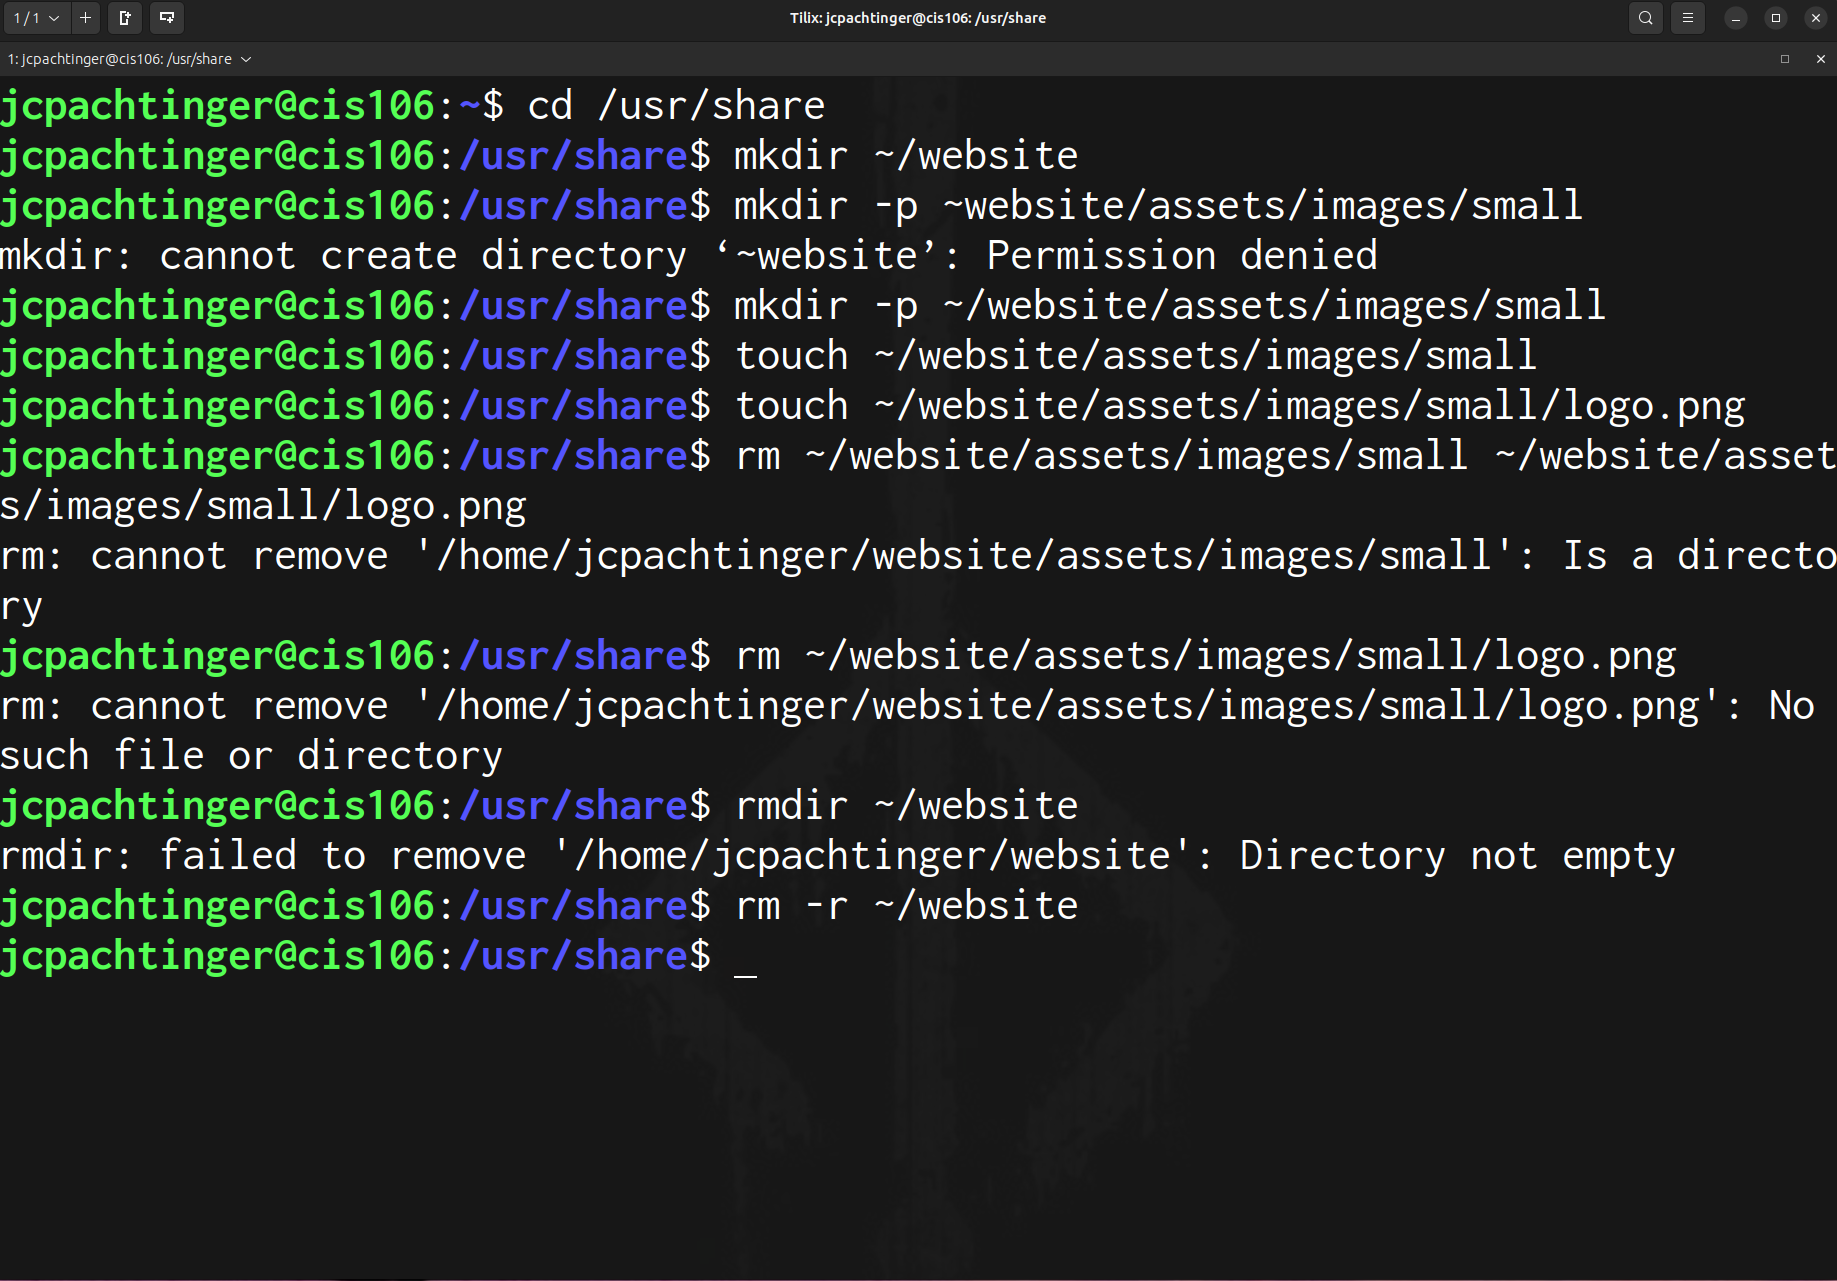 1 / 1
Tilix: jcpachtinger@cis106: /usr/share
1: jcpachtinger@cis106: /usr/share
jcpachtinger@cis106:~$ cd /usr/share
jcpachtinger@cis106:/usr/share$ mkdir ~/website
jcpachtinger@cis106:/usr/share$ mkdir -p ~website/assets/images/small
mkdir: cannot create directory ‘~website’: Permission denied
jcpachtinger@cis106:/usr/share$ mkdir -p ~/website/assets/images/small
jcpachtinger@cis106:/usr/share$ touch ~/website/assets/images/small
jcpachtinger@cis106:/usr/share$ touch ~/website/assets/images/small/logo.png
jcpachtinger@cis106:/usr/share$ rm ~/website/assets/images/small ~/website/asset
s/images/small/logo.png
rm: cannot remove '/home/jcpachtinger/website/assets/images/small': Is a directo
ry
jcpachtinger@cis106:/usr/share$ rm ~/website/assets/images/small/logo.png
rm: cannot remove '/home/jcpachtinger/website/assets/images/small/logo.png': No
such file or directory
jcpachtinger@cis106:/usr/share$ rmdir ~/website
rmdir: failed to remove '/home/jcpachtinger/website': Directory not empty
jcpachtinger@cis106:/usr/share$ rm -r ~/website
jcpachtinger@cis106:/usr/share$ _